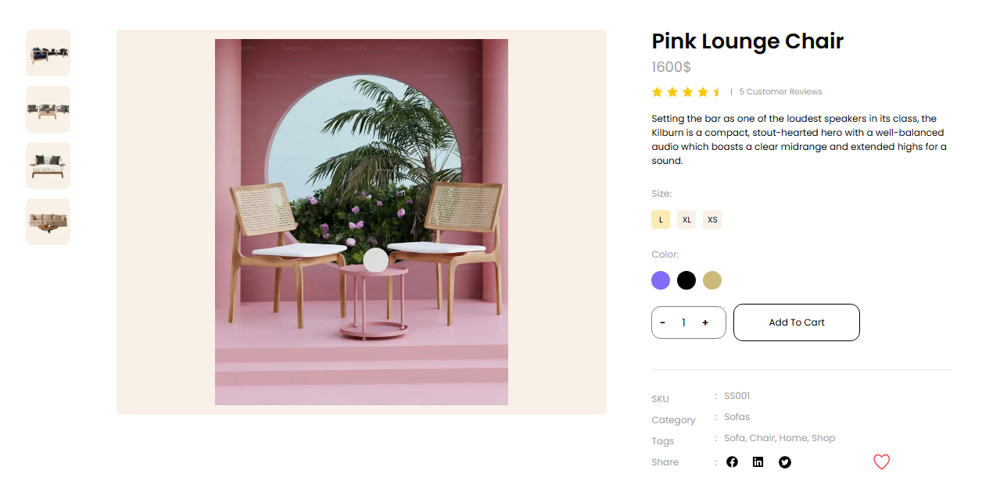 Pink Lounge Chair
1600$
| 5 Customer Reviews
Setting the bar as one of the loudest speakers in its class, the
Kilburn is a compact, stout-hearted hero with a well-balanced
audio which boasts a clear midrange and extended highs for a
sound.
Size:
L XL XS
Color:
- 1 + Add To Cart
SKU : SS001
Category : Sofas
Tags : Sofa, Chair, Home, Shop
Share :